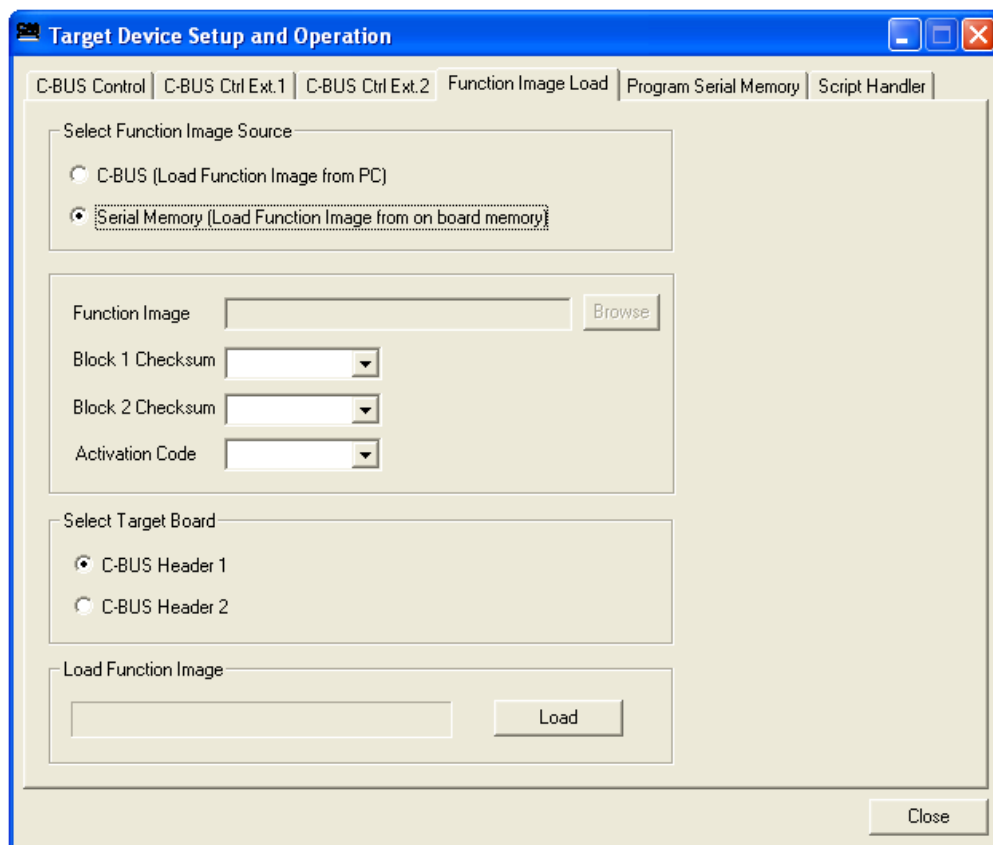 Target Device Setup and Operation
C-BUS Control C-BUS Ctrl Ext.1 C-BUS Ctrl Ext.2 Function Image Load Program Serial Memory Script Handler
Select Function Image Source
C-BUS (Load Function Image from PC)
Serial Memory (Load Function Image from on board memory)
Function Image Browse
Block 1 Checksum
Block 2 Checksum
Activation Code
Select Target Board
C-BUS Header 1
C-BUS Header 2
Load Function Image
Load
Close